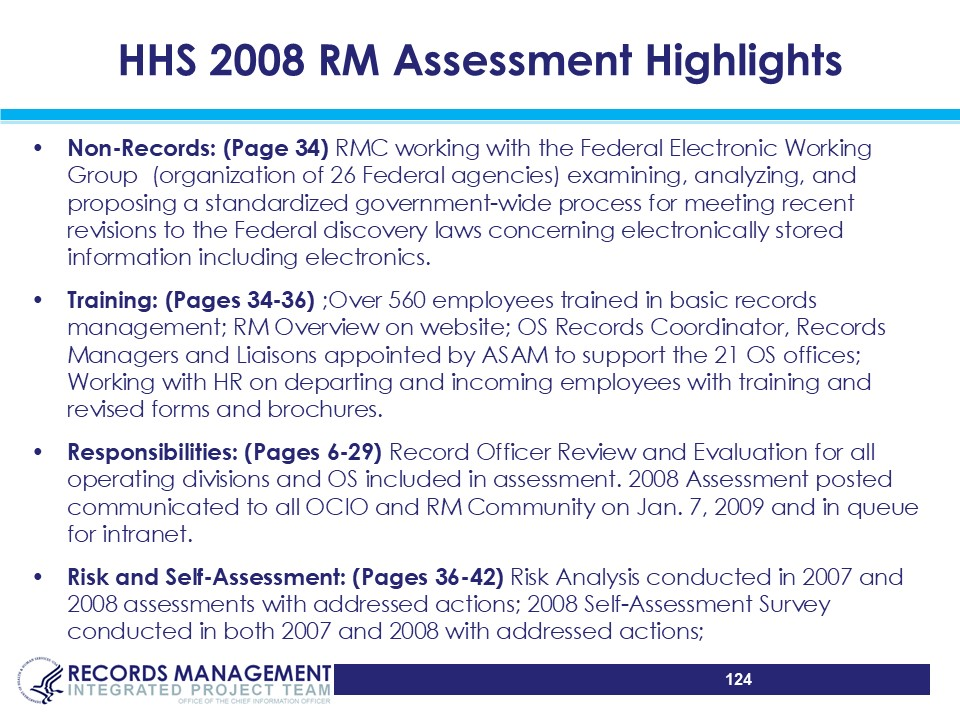 HHS 2008 RM Assessment Highlights
• Non-Records: (Page 34) RMC working with the Federal Electronic Working
Group (organization of 26 Federal agencies) examining, analyzing, and
proposing a standardized government-wide process for meeting recent
revisions to the Federal discovery laws concerning electronically stored
information including electronics.
• Training: (Pages 34-36) ;Over 560 employees trained in basic records
management; RM Overview on website; OS Records Coordinator, Records
Managers and Liaisons appointed by ASAM to support the 21 OS offices;
Working with HR on departing and incoming employees with training and
revised forms and brochures.
• Responsibilities: (Pages 6-29) Record Officer Review and Evaluation for all
operating divisions and OS included in assessment. 2008 Assessment posted
communicated to all OCIO and RM Community on Jan. 7, 2009 and in queue
for intranet.
• Risk and Self-Assessment: (Pages 36-42) Risk Analysis conducted in 2007 and
2008 assessments with addressed actions; 2008 Self-Assessment Survey
conducted in both 2007 and 2008 with addressed actions;
RECORDS MANAGEMENT
INTEGRATED PROJECT TEAM
OFFICE OF THE CHIEF INFORMATION OFFICER
124